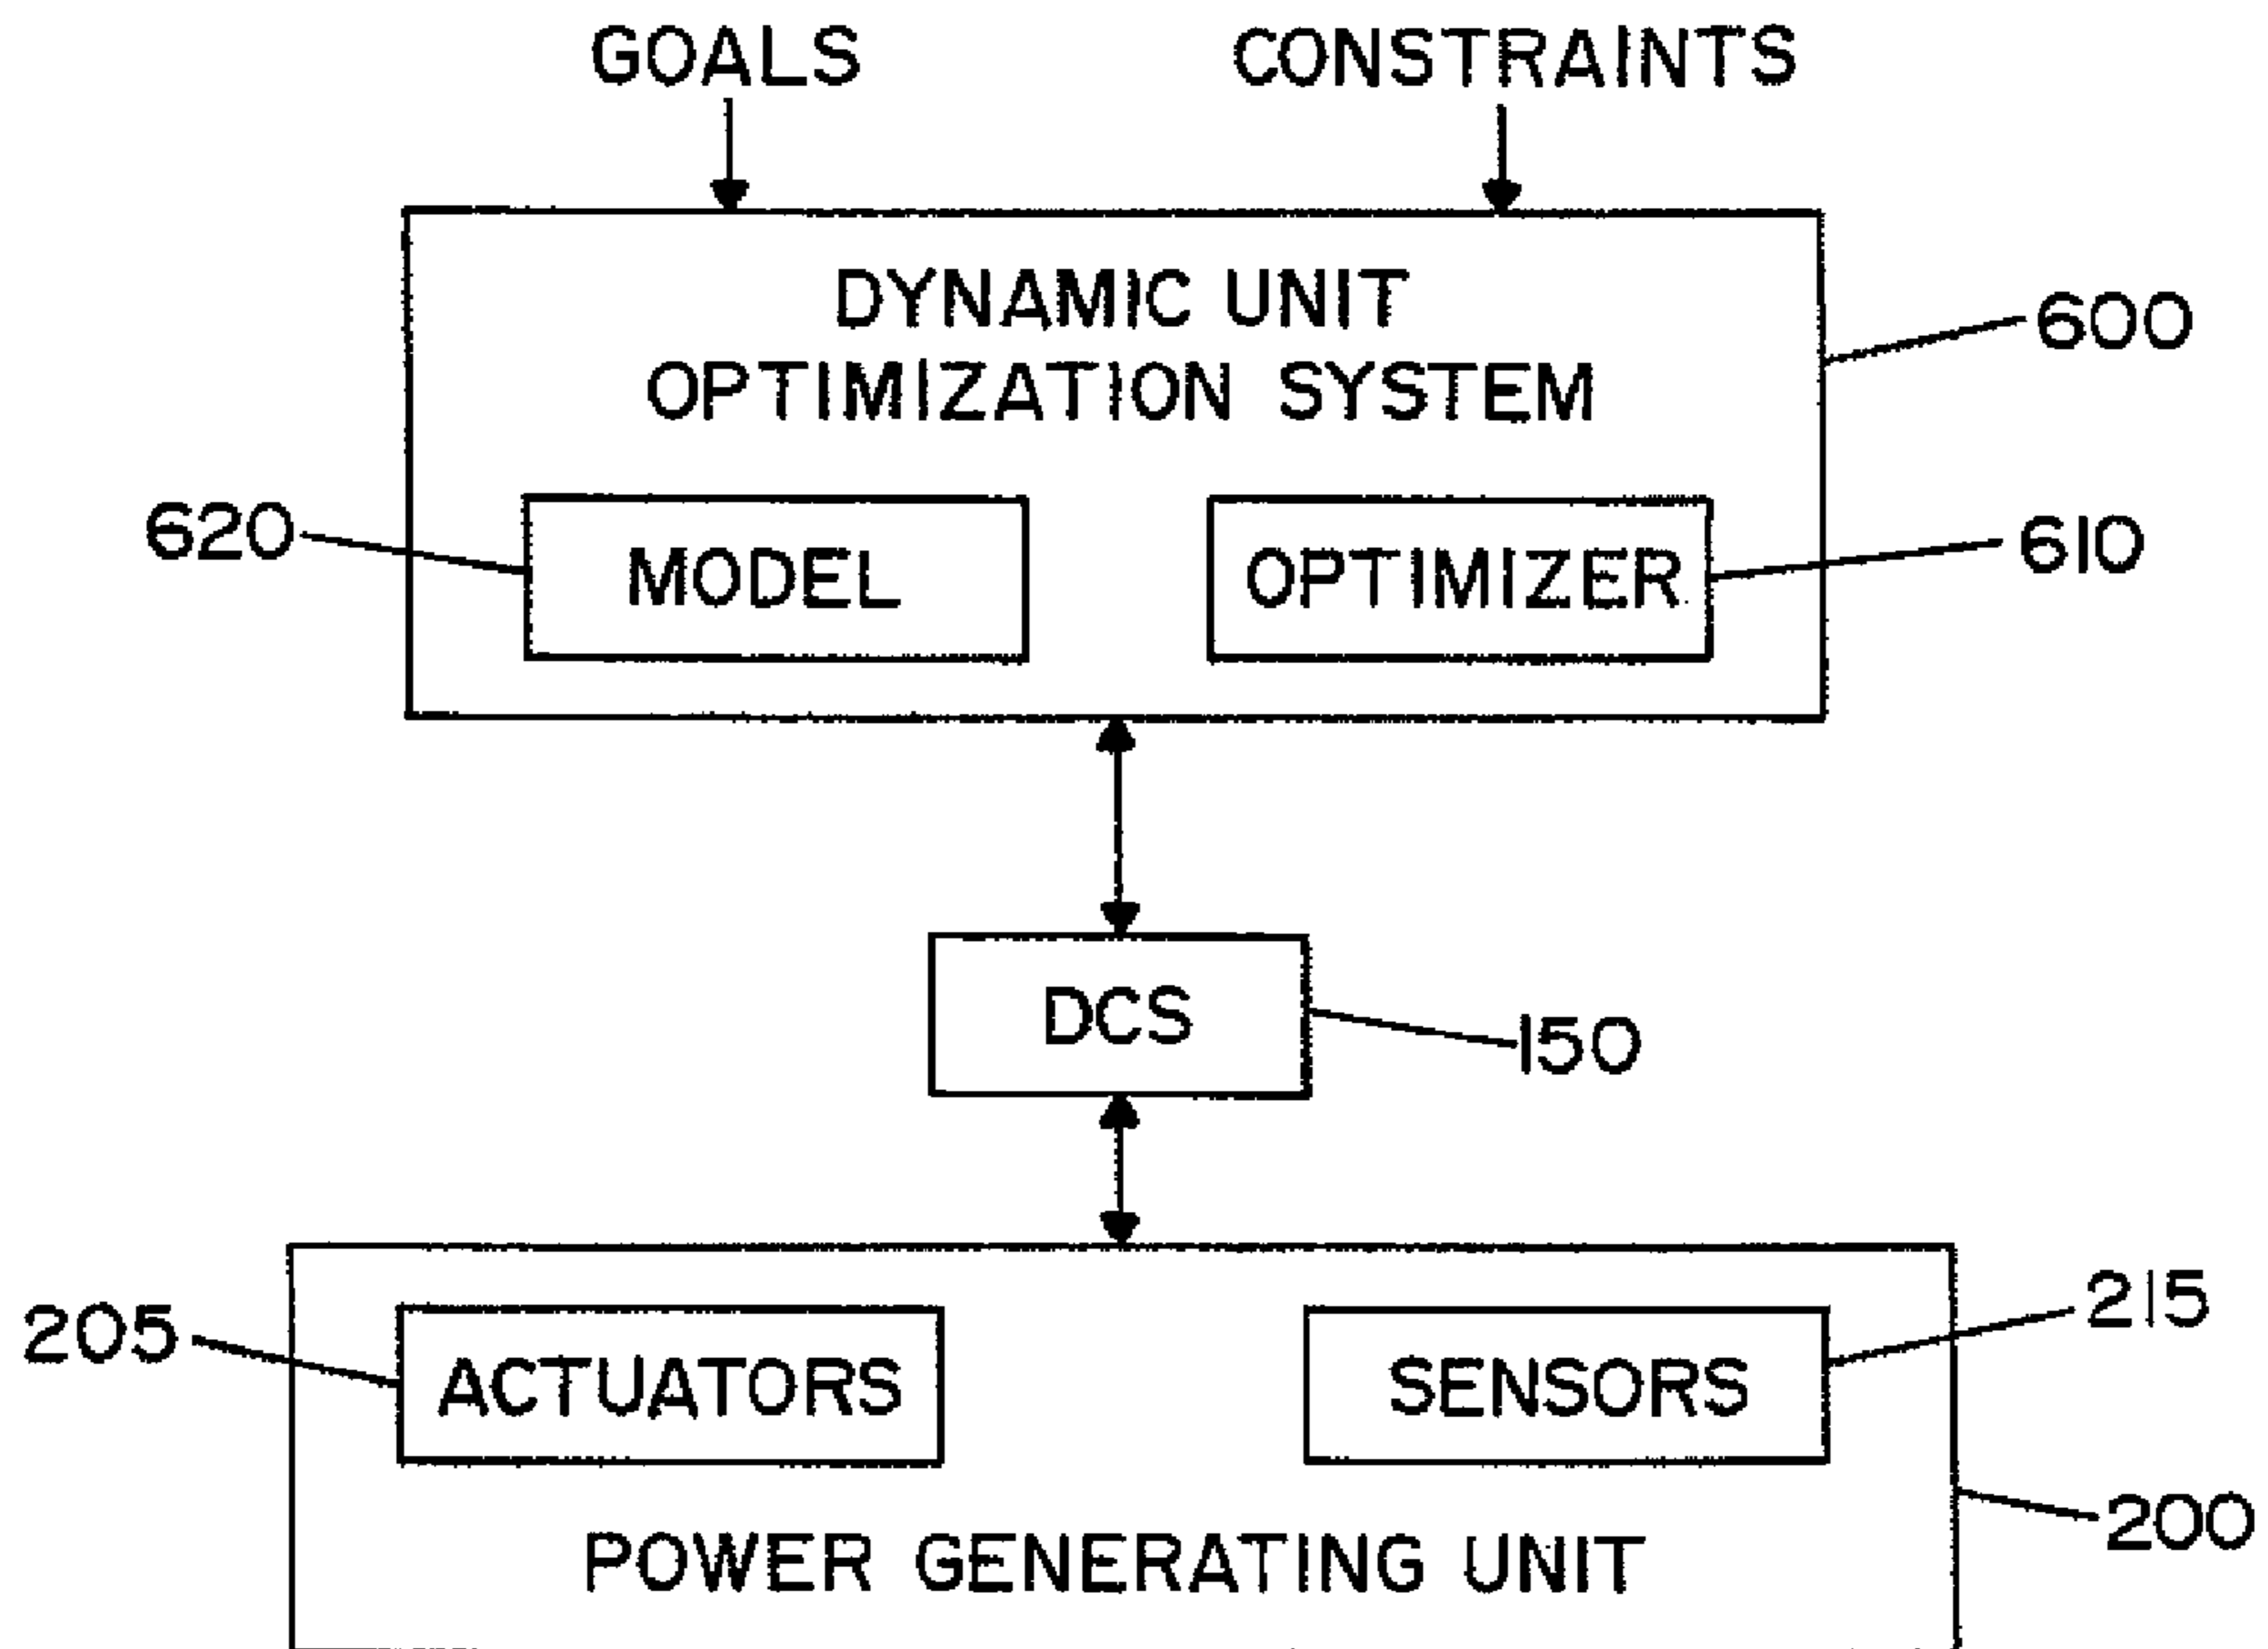 GOALS
CONSTRAINTS
DYNAMIC UNIT
OPTIMIZATION SYSTEM
600
620
MODEL
OPTIMIZER
610
DCS
150
205
ACTUATORS
SENSORS
215
200
POWER GENERATING UNIT